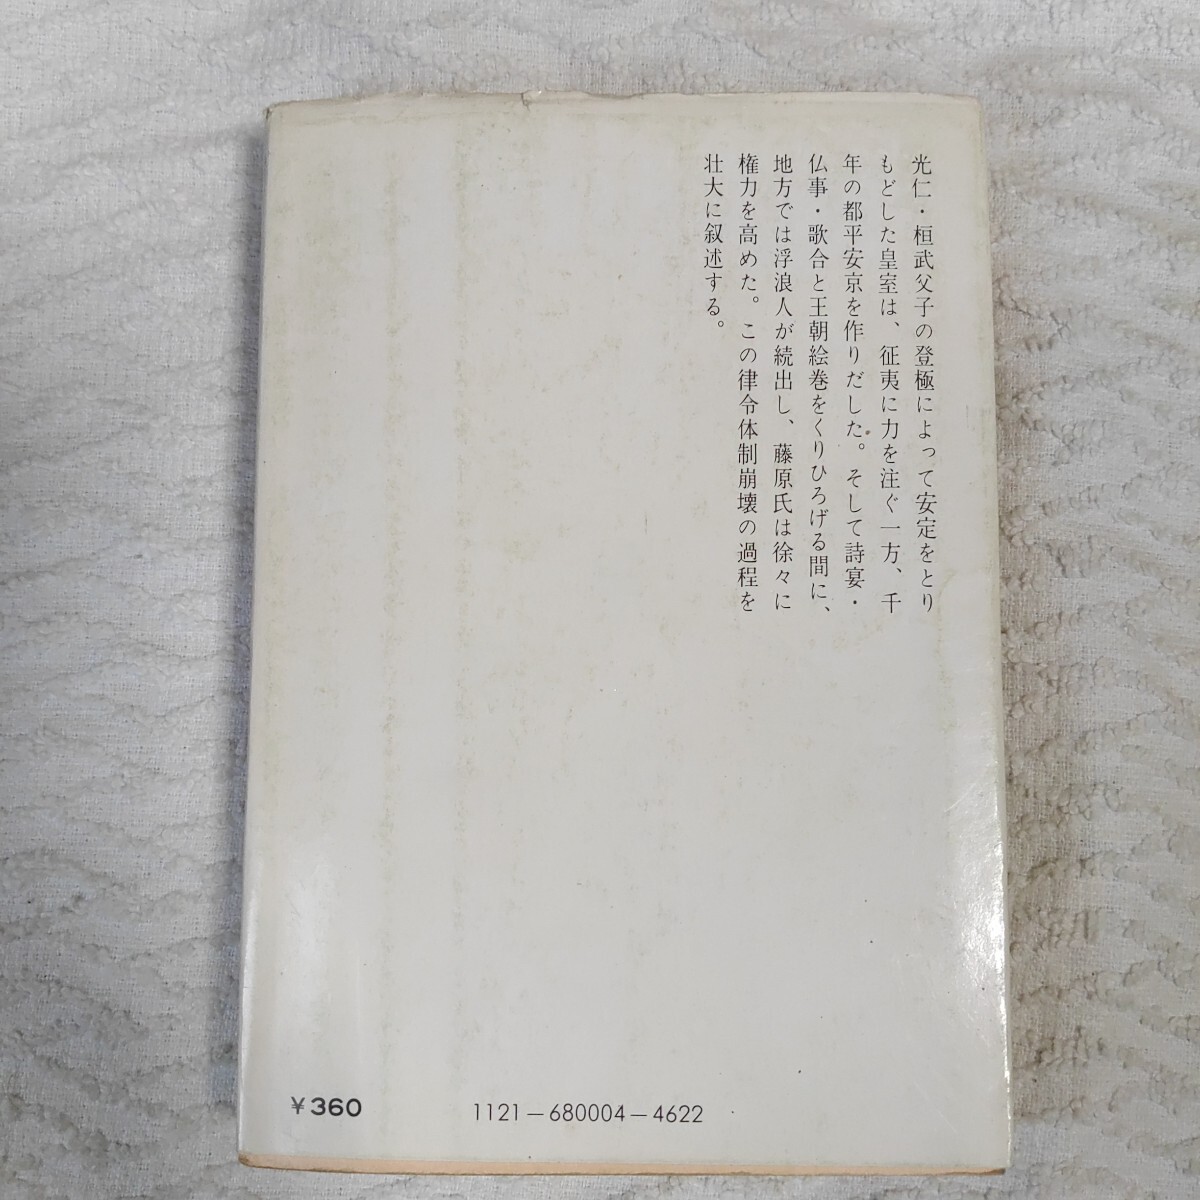 光仁・桓武父子の登極によって安定をとり
もどした皇室は、征夷に力を注ぐ一方、千
年の都平安京を作りだした。そして詩宴・
仏事・歌合と王朝絵巻をくりひろげる間に、
地方では浮浪人が続出し、藤原氏は徐々に
権力を高めた。この律令体制崩壊の過程を
壮大に叙述する。
¥360
1121-680004-4622